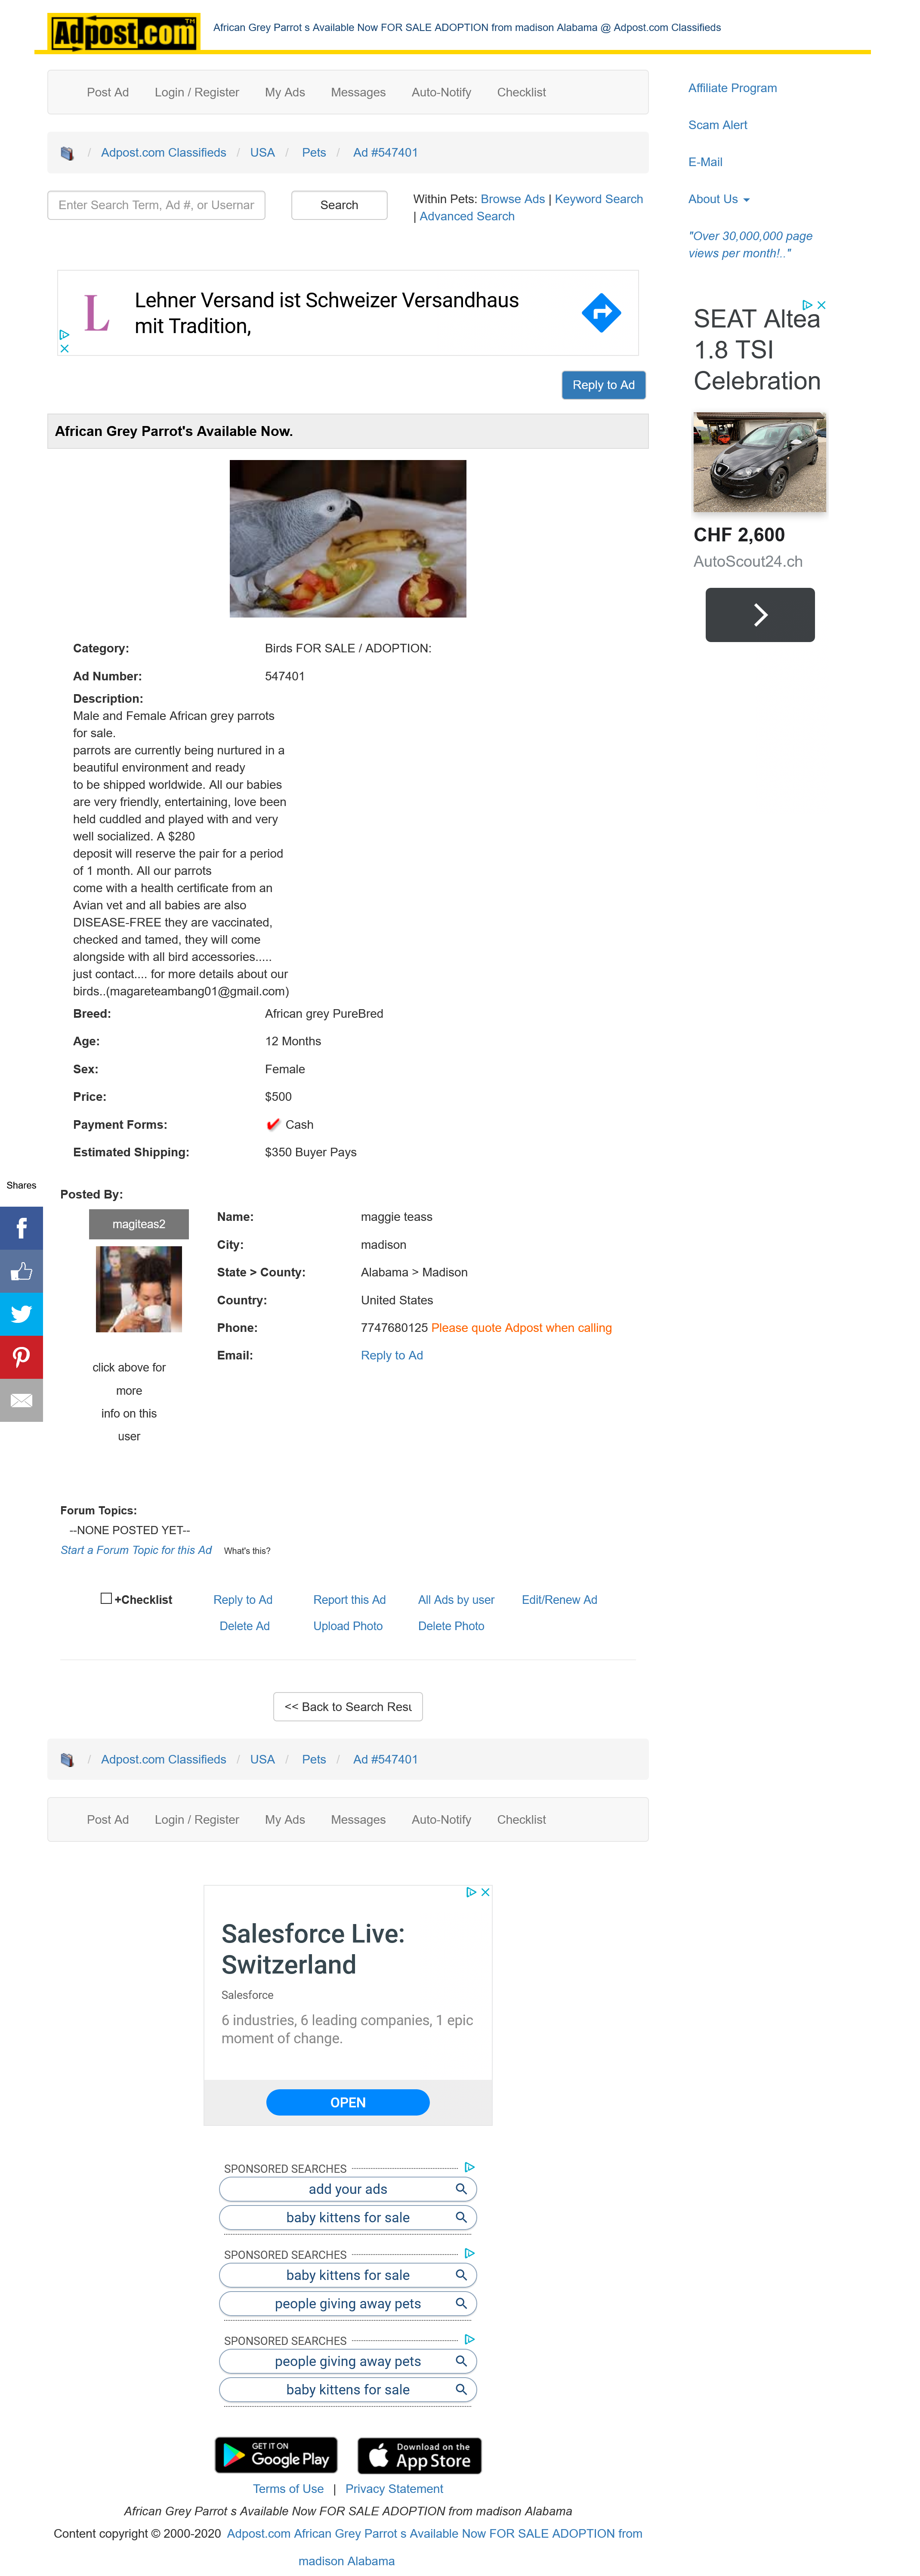 Adpost.com™
African Grey Parrot s Available Now FOR SALE ADOPTION from madison Alabama @ Adpost.com Classifieds
Post Ad Login / Register My Ads Messages Auto-Notify Checklist
/ Adpost.com Classifieds / USA / Pets / Ad #547401
Enter Search Term, Ad #, or Usernar
Search
Within Pets: Browse Ads | Keyword Search
| Advanced Search
Affiliate Program
Scam Alert
E-Mail
About Us
"Over 30,000,000 page
views per month!.."
L
Lehner Versand ist Schweizer Versandhaus
mit Tradition,
SEAT Altea
1.8 TSI
Celebration
CHF 2,600
AutoScout24.ch
Reply to Ad
African Grey Parrot's Available Now.
Category: Birds FOR SALE / ADOPTION:
Ad Number: 547401
Description:
Male and Female African grey parrots
for sale.
parrots are currently being nurtured in a
beautiful environment and ready
to be shipped worldwide. All our babies
are very friendly, entertaining, love been
held cuddled and played with and very
well socialized. A $280
deposit will reserve the pair for a period
of 1 month. All our parrots
come with a health certificate from an
Avian vet and all babies are also
DISEASE-FREE they are vaccinated,
checked and tamed, they will come
alongside with all bird accessories.....
just contact.... for more details about our
birds..(magareteambang01@gmail.com)
Breed: African grey PureBred
Age: 12 Months
Sex: Female
Price: $500
Payment Forms: Cash
Estimated Shipping: $350 Buyer Pays
Shares
Posted By:
magiteas2
click above for
more
info on this
user
Name: maggie teass
City: madison
State > County: Alabama > Madison
Country: United States
Phone: 7747680125 Please quote Adpost when calling
Email: Reply to Ad
Forum Topics:
--NONE POSTED YET--
Start a Forum Topic for this Ad What's this?
+Checklist Reply to Ad Report this Ad All Ads by user Edit/Renew Ad
Delete Ad Upload Photo Delete Photo
<< Back to Search Resu
/ Adpost.com Classifieds / USA / Pets / Ad #547401
Post Ad Login / Register My Ads Messages Auto-Notify Checklist
Salesforce Live:
Switzerland
Salesforce
6 industries, 6 leading companies, 1 epic
moment of change.
OPEN
SPONSORED SEARCHES
add your ads
baby kittens for sale
SPONSORED SEARCHES
baby kittens for sale
people giving away pets
SPONSORED SEARCHES
people giving away pets
baby kittens for sale
GET IT ON
Google Play
Download on the
App Store
Terms of Use | Privacy Statement
African Grey Parrot s Available Now FOR SALE ADOPTION from madison Alabama
Content copyright © 2000-2020 Adpost.com African Grey Parrot s Available Now FOR SALE ADOPTION from
madison Alabama